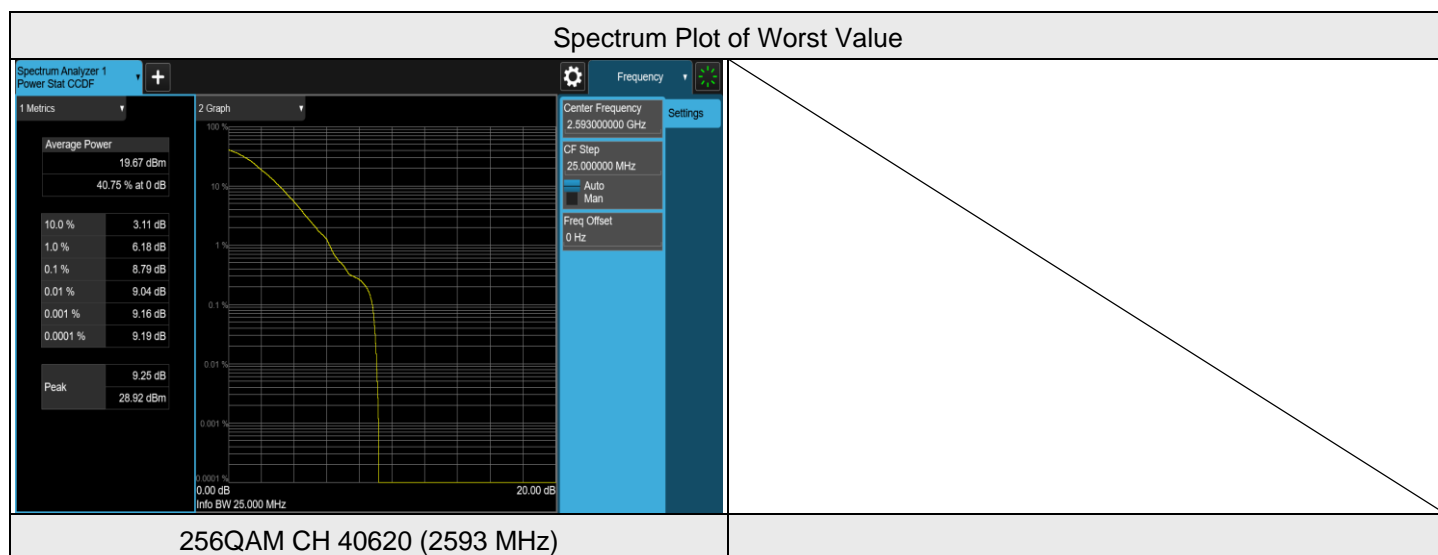 Spectrum Plot of Worst Value
Spectrum Analyzer 1
Power Stat CCDF
+
Frequency
1 Metrics
2 Graph
Center Frequency
2.593000000 GHz
Settings
CF Step
25.000000 MHz
Auto
Man
Freq Offset
0 Hz
Average Power
19.67 dBm
40.75 % at 0 dB
10.0 % 3.11 dB
1.0 % 6.18 dB
0.1 % 8.79 dB
0.01 % 9.04 dB
0.001 % 9.16 dB
0.0001 % 9.19 dB
Peak 9.25 dB
28.92 dBm
100 %
10 %
1 %
0.1 %
0.01 %
0.001 %
0.0001 %
0.00 dB 20.00 dB
Info BW 25.000 MHz
256QAM CH 40620 (2593 MHz)